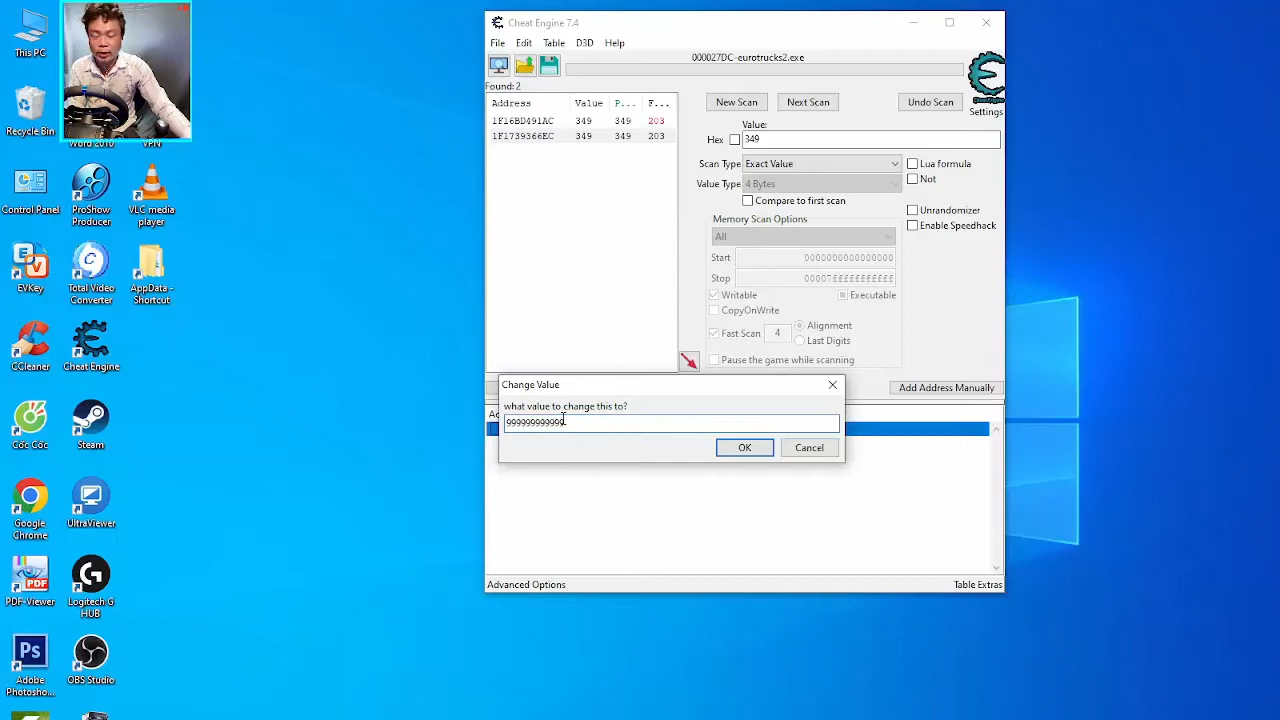 This PC
Recycle Bin
Word 2010
VPN
Control Panel
ProShow
Producer
VLC media
player
EVKey
Total Video
Converter
AppData -
Shortcut
CCleaner
Cheat Engine
Cốc Cốc
Steam
Google
Chrome
UltraViewer
PDF-Viewer
Logitech G
HUB
Ps
Adobe
Photosho...
OBS Studio
Cheat Engine 7.4
File Edit Table D3D Help
000027DC-eurotrucks2.exe
Found: 2
Address Value P... F...
1F16BD491AC 349 349 203
1F1739366EC 349 349 203
New Scan Next Scan Undo Scan
Settings
Value:
Hex 349
Scan Type Exact Value
Value Type 4 Bytes
Compare to first scan
Lua formula
Not
Memory Scan Options
All
Start 0000000000000000
Stop 00007fffffffffff
Writable Executable
CopyOnWrite
Fast Scan 4 Alignment
Last Digits
Pause the game while scanning
Unrandomizer
Enable Speedhack
Add Address Manually
Change Value
what value to change this to?
999999999999
OK Cancel
Advanced Options
Table Extras